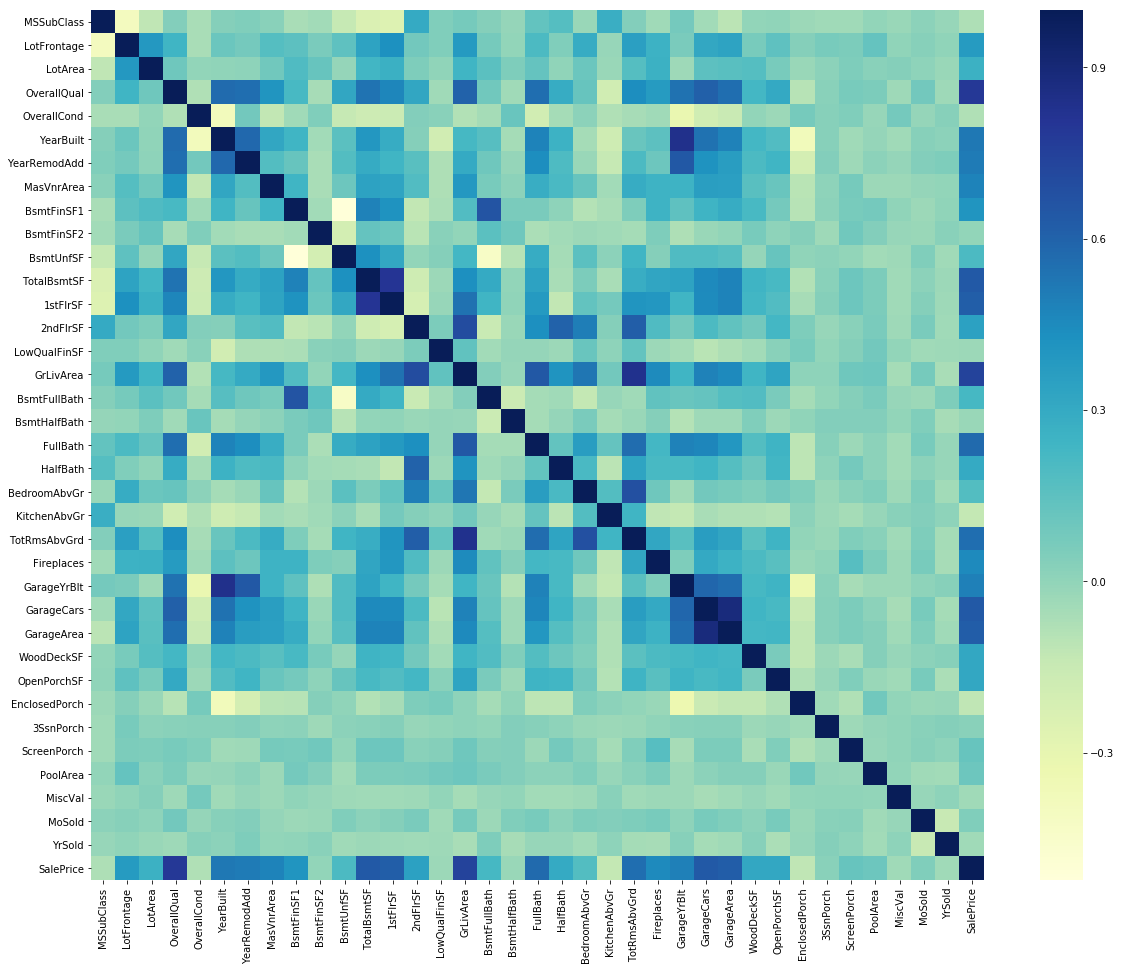 MSSubClass
LotFrontage
LotArea
OverallQual
OverallCond
YearBuilt
YearRemodAdd
MasVnrArea
BsmtFinSF1
BsmtFinSF2
BsmtUnfSF
TotalBsmtSF
1stFlrSF
2ndFlrSF
LowQualFinSF
GrLivArea
BsmtFullBath
BsmtHalfBath
FullBath
HalfBath
BedroomAbvGr
KitchenAbvGr
TotRmsAbvGrd
Fireplaces
GarageYrBlt
GarageCars
GarageArea
WoodDeckSF
OpenPorchSF
EnclosedPorch
3SsnPorch
ScreenPorch
PoolArea
MiscVal
MoSold
YrSold
SalePrice
MSSubClass
LotFrontage
LotArea
OverallQual
OverallCond
YearBuilt
YearRemodAdd
MasVnrArea
BsmtFinSF1
BsmtFinSF2
BsmtUnfSF
TotalBsmtSF
1stFlrSF
2ndFlrSF
LowQualFinSF
GrLivArea
BsmtFullBath
BsmtHalfBath
FullBath
HalfBath
BedroomAbvGr
KitchenAbvGr
TotRmsAbvGrd
Fireplaces
GarageYrBlt
GarageCars
GarageArea
WoodDeckSF
OpenPorchSF
EnclosedPorch
3SsnPorch
ScreenPorch
PoolArea
MiscVal
MoSold
YrSold
SalePrice
0.9
0.6
0.3
0.0
−0.3